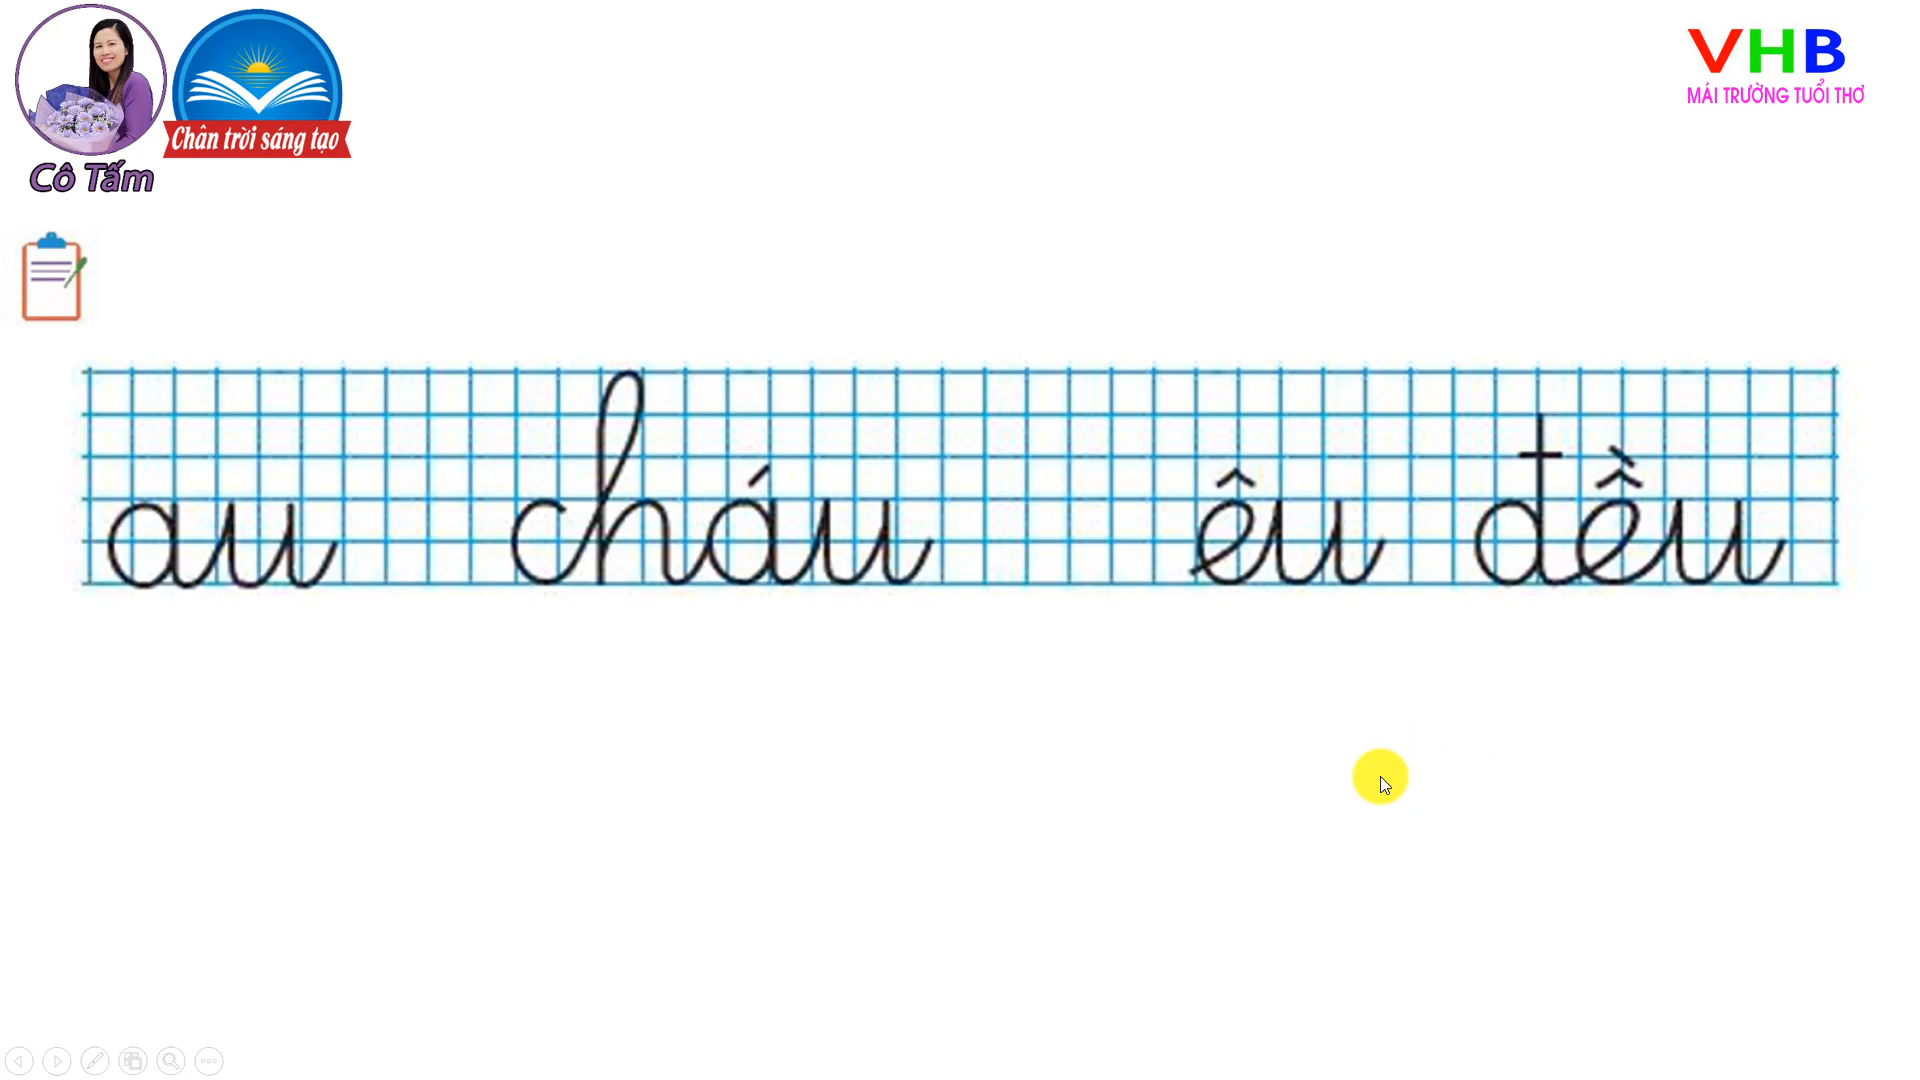 Cô Tấm
Chân trời sáng tạo
VHB
MÁI TRƯỜNG TUỔI THƠ
au cháu êu đều